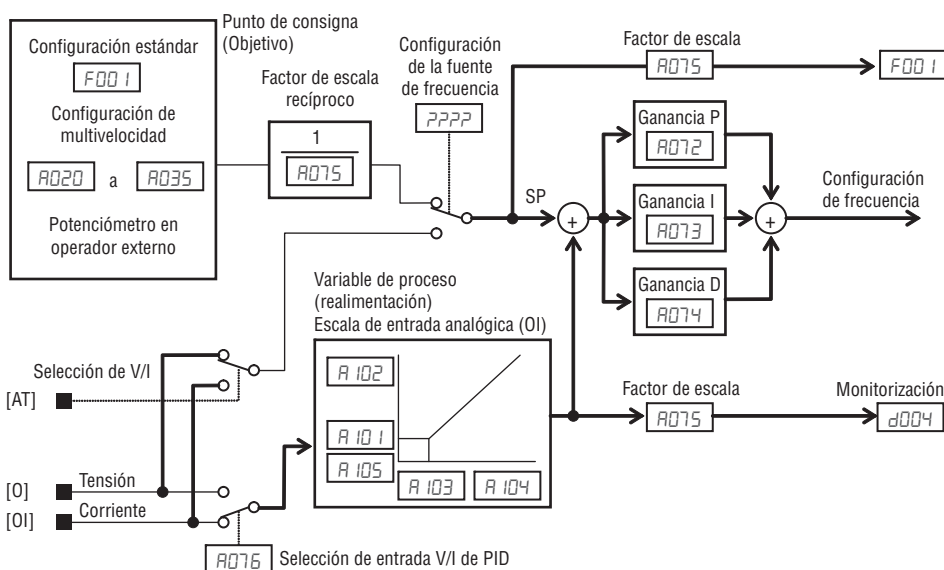 Punto de consigna
(Objetivo)
Configuración estándar
F001
Configuración de
multivelocidad
A020 a A035
Potenciómetro en
operador externo
Factor de escala
recíproco
1
A075
Configuración
de la fuente
de frecuencia
????
Factor de escala
A075
F001
SP
+
Ganancia P
A072
Ganancia I
A073
Ganancia D
A074
+
Configuración
de frecuencia
Variable de proceso
(realimentación)
Escala de entrada analógica (OI)
A102
A101
A105
A103 A104
Factor de escala
A075
Monitorización
d004
Selección de V/I
[AT]
[O] Tensión
[OI] Corriente
A076 Selección de entrada V/I de PID